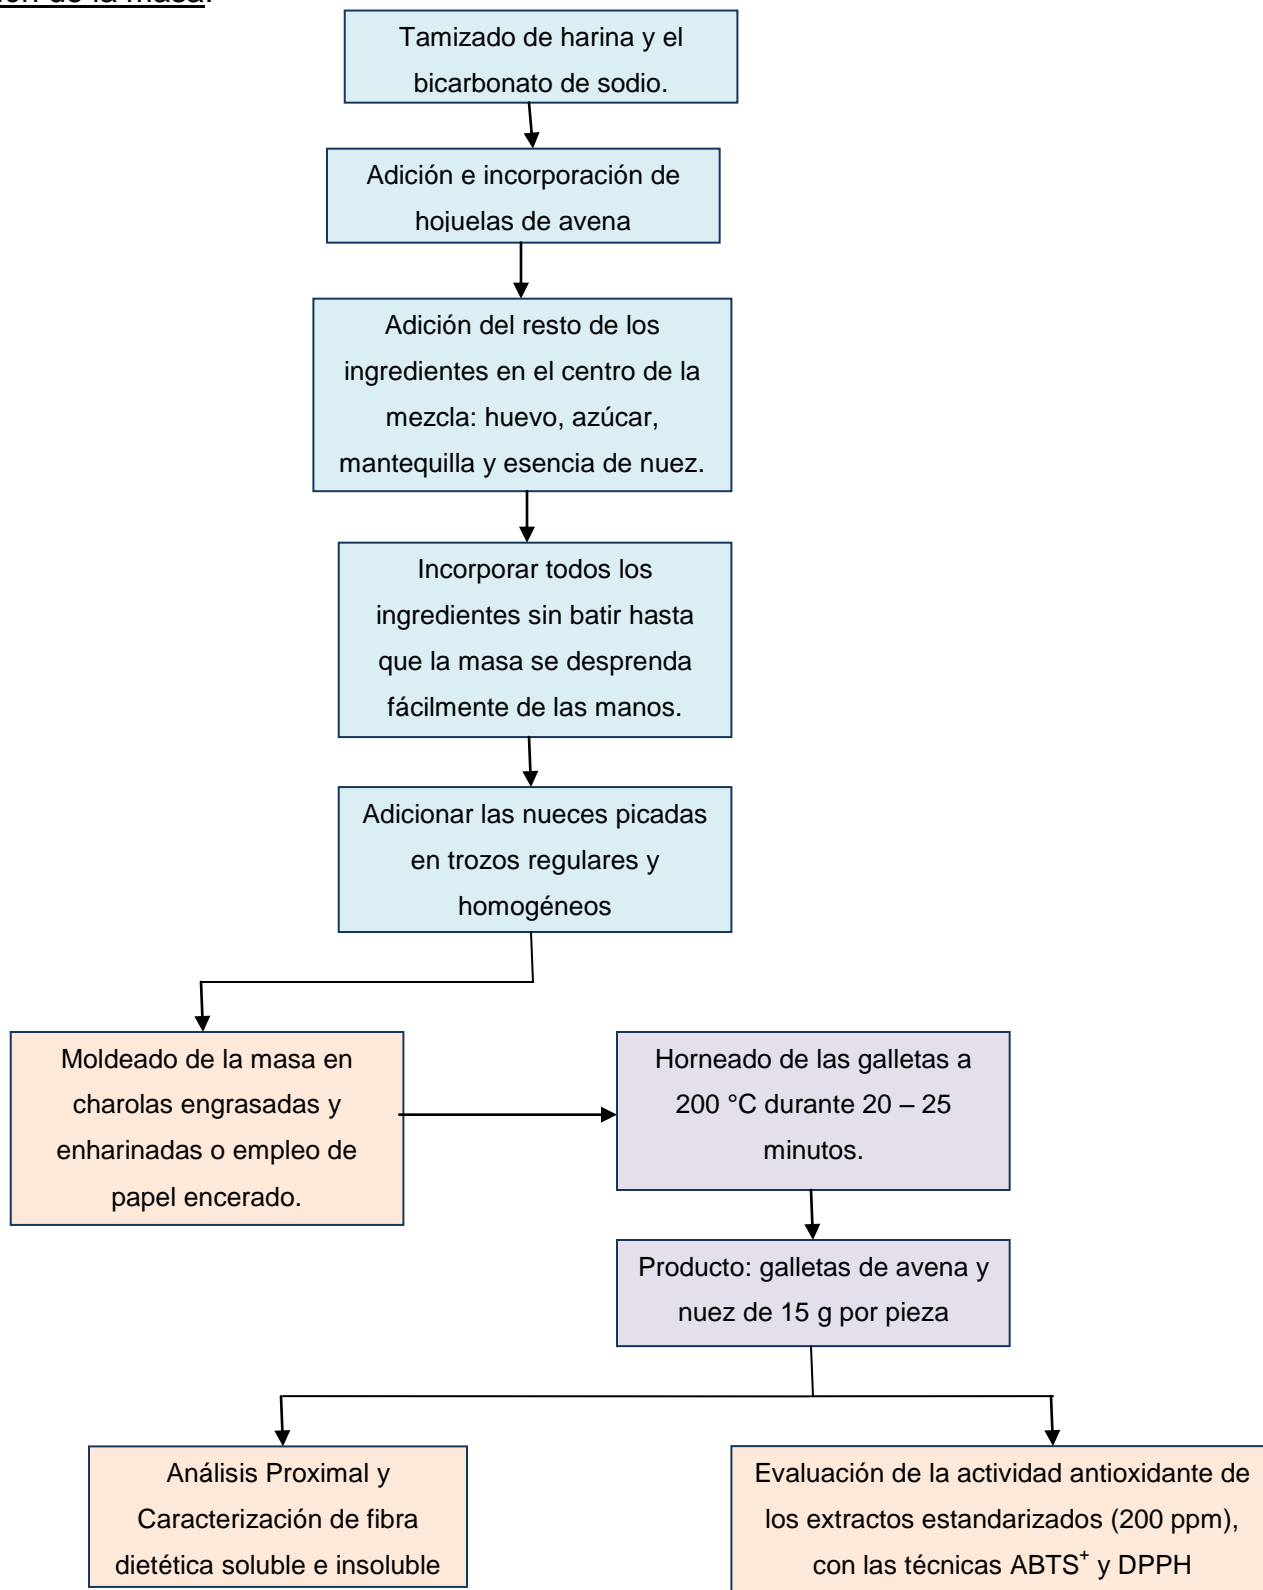 ión de la masa.
Tamizado de harina y el
bicarbonato de sodio.
Adición e incorporación de
hojuelas de avena
Adición del resto de los
ingredientes en el centro de la
mezcla: huevo, azúcar,
mantequilla y esencia de nuez.
Incorporar todos los
ingredientes sin batir hasta
que la masa se desprenda
fácilmente de las manos.
Adicionar las nueces picadas
en trozos regulares y
homogéneos
Moldeado de la masa en
charolas engrasadas y
enharinadas o empleo de
papel encerado.
Horneado de las galletas a
200 °C durante 20 – 25
minutos.
Producto: galletas de avena y
nuez de 15 g por pieza
Análisis Proximal y
Caracterización de fibra
dietética soluble e insoluble
Evaluación de la actividad antioxidante de
los extractos estandarizados (200 ppm),
con las técnicas ABTS⁺ y DPPH